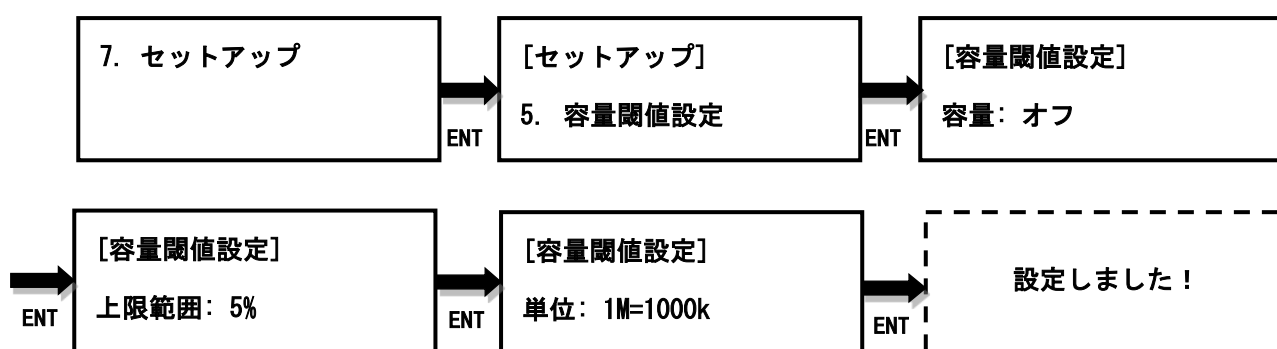 7. セットアップ
ENT
[セットアップ]
5. 容量閾値設定
ENT
[容量閾値設定]
容量: オフ
ENT
[容量閾値設定]
上限範囲: 5%
ENT
[容量閾値設定]
単位: 1M=1000k
ENT
設定しました!